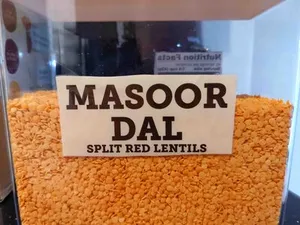 Nutrition Facts
MASOOR
DAL
SPLIT RED LENTILS